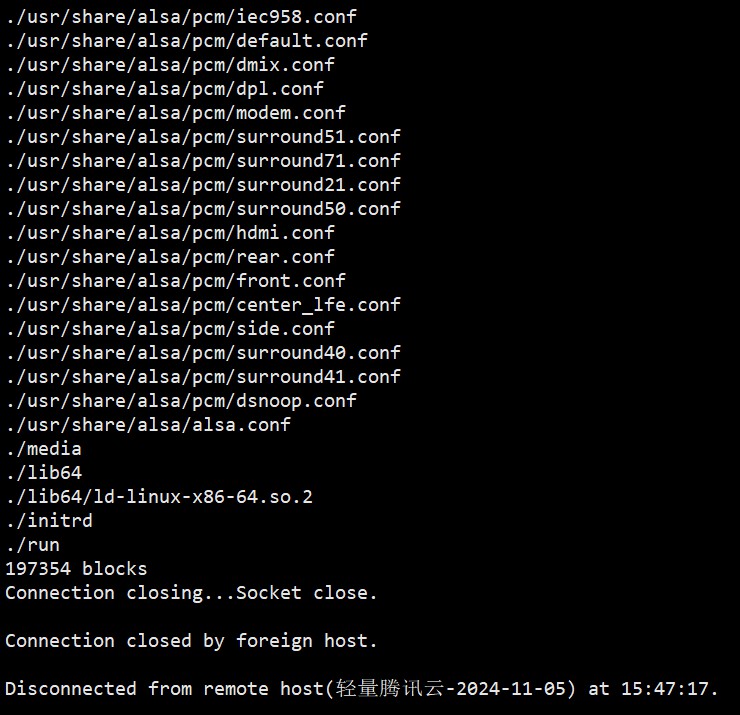 ./usr/share/alsa/pcm/iec958.conf
./usr/share/alsa/pcm/default.conf
./usr/share/alsa/pcm/dmix.conf
./usr/share/alsa/pcm/dpl.conf
./usr/share/alsa/pcm/modem.conf
./usr/share/alsa/pcm/surround51.conf
./usr/share/alsa/pcm/surround71.conf
./usr/share/alsa/pcm/surround21.conf
./usr/share/alsa/pcm/surround50.conf
./usr/share/alsa/pcm/hdmi.conf
./usr/share/alsa/pcm/rear.conf
./usr/share/alsa/pcm/front.conf
./usr/share/alsa/pcm/center_lfe.conf
./usr/share/alsa/pcm/side.conf
./usr/share/alsa/pcm/surround40.conf
./usr/share/alsa/pcm/surround41.conf
./usr/share/alsa/pcm/dsnoop.conf
./usr/share/alsa/alsa.conf
./media
./lib64
./lib64/ld-linux-x86-64.so.2
./initrd
./run
197354 blocks
Connection closing...Socket close.
Connection closed by foreign host.
Disconnected from remote host(轻量腾讯云-2024-11-05) at 15:47:17.